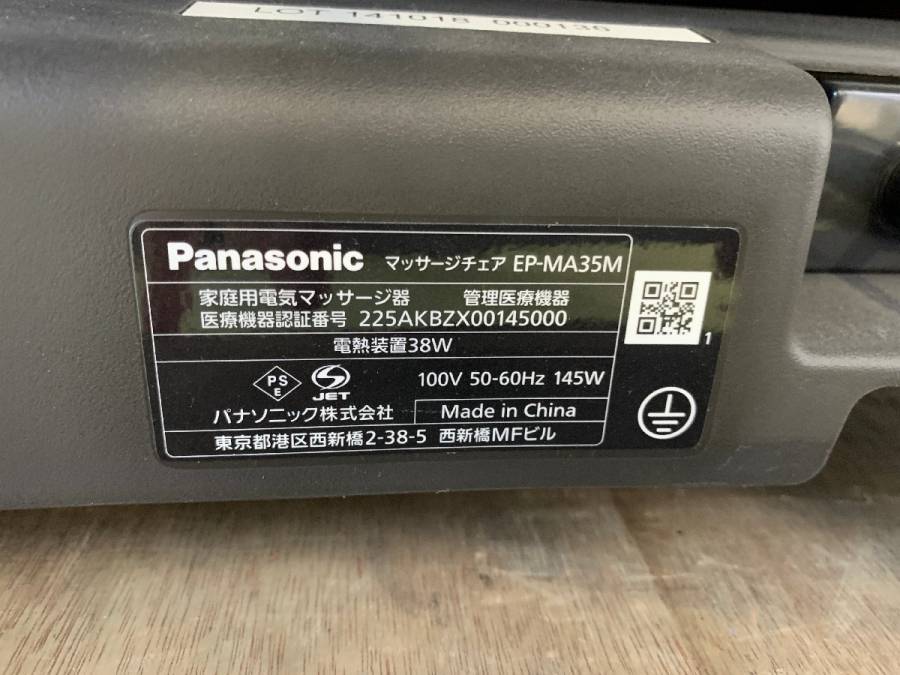 LOT 141018 000136
Panasonic マッサージチェア EP-MA35M
家庭用電気マッサージ器 管理医療機器
医療機器認証番号 225AKBZX00145000
電熱装置38W
PS E JET 100V 50-60Hz 145W
パナソニック株式会社 Made in China
東京都港区西新橋2-38-5 西新橋MFビル
1